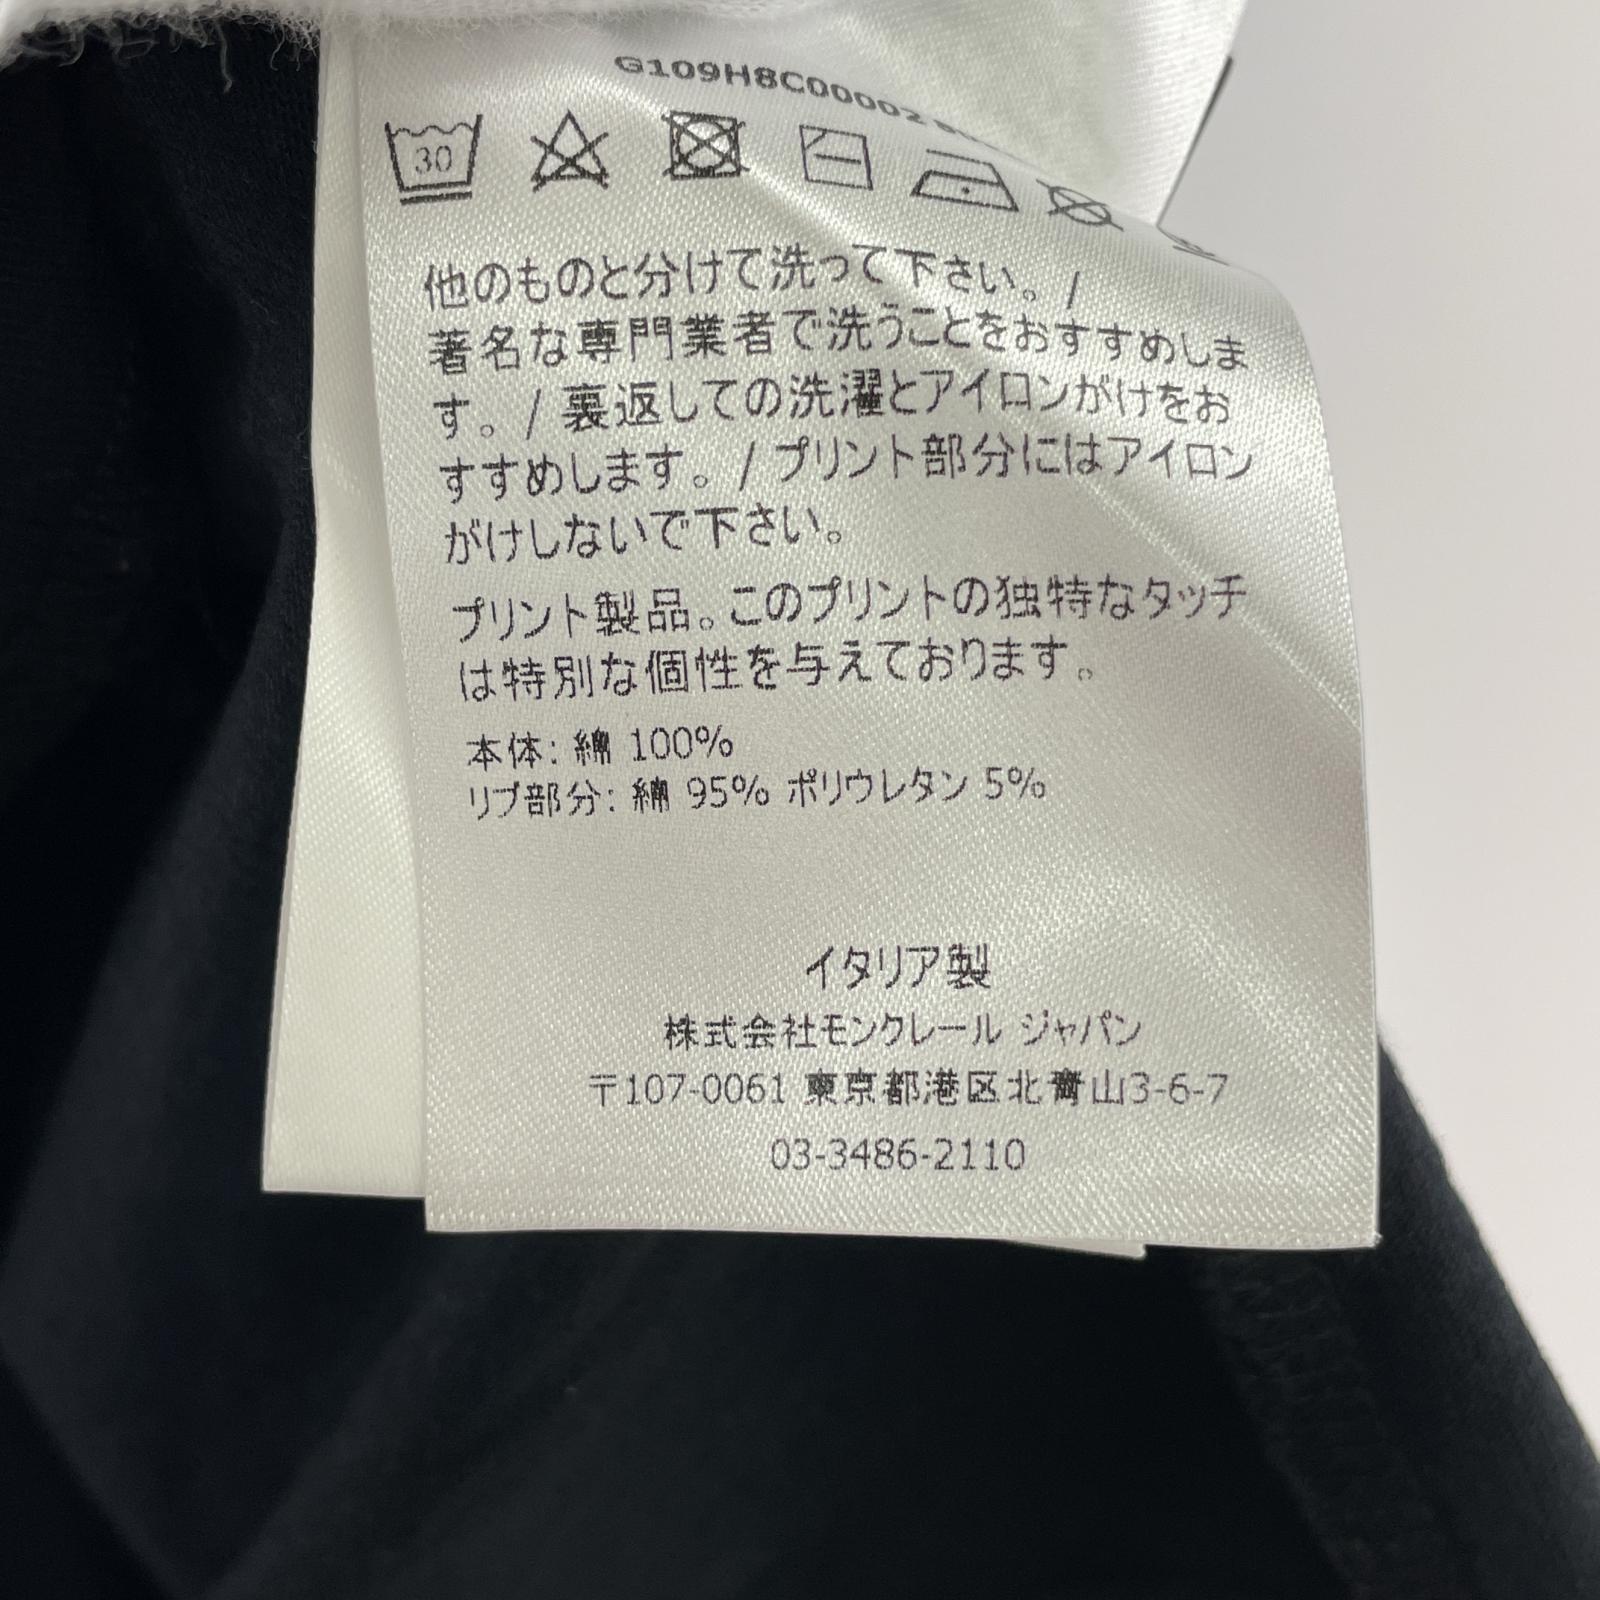 G109H8C00002
30
他のものと分けて洗って下さい。/
著名な専門業者で洗うことをおすすめしま
す。/ 裏返しての洗濯とアイロンがけをお
すすめします。/ プリント部分にはアイロン
がけしないで下さい。
プリント製品。このプリントの独特なタッチ
は特別な個性を与えております。
本体: 綿 100%
リブ部分: 綿 95% ポリウレタン 5%
イタリア製
株式会社モンクレール ジャパン
〒107-0061 東京都港区北青山3-6-7
03-3486-2110